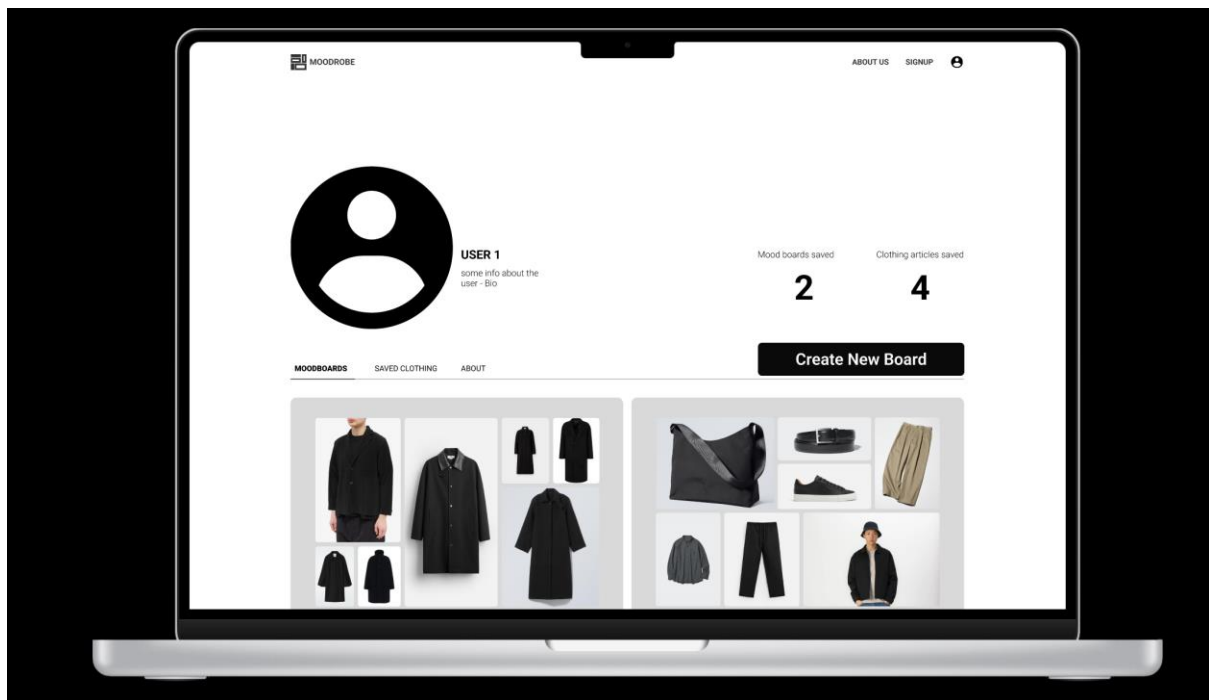 MOODROBE
ABOUT US
SIGNUP
USER 1
some info about the
user - Bio
Mood boards saved
2
Clothing articles saved
4
Create New Board
MOODBOARDS
SAVED CLOTHING
ABOUT